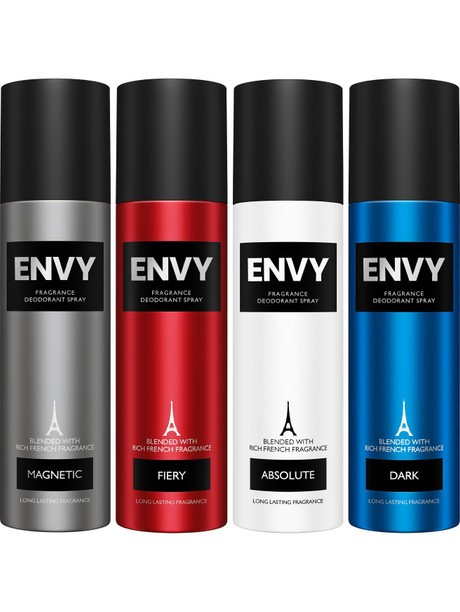 ENVY
FRAGRANCE
DEODORANT SPRAY
BLENDED WITH
RICH FRENCH FRAGRANCE
MAGNETIC
LONG LASTING FRAGRANCE
ENVY
FRAGRANCE
DEODORANT SPRAY
BLENDED WITH
RICH FRENCH FRAGRANCE
FIERY
LONG LASTING FRAGRANCE
ENVY
FRAGRANCE
DEODORANT SPRAY
BLENDED WITH
RICH FRENCH FRAGRANCE
ABSOLUTE
LONG LASTING FRAGRANCE
ENVY
FRAGRANCE
DEODORANT SPRAY
BLENDED WITH
RICH FRENCH FRAGRANCE
DARK
LONG LASTING FRAGRANCE